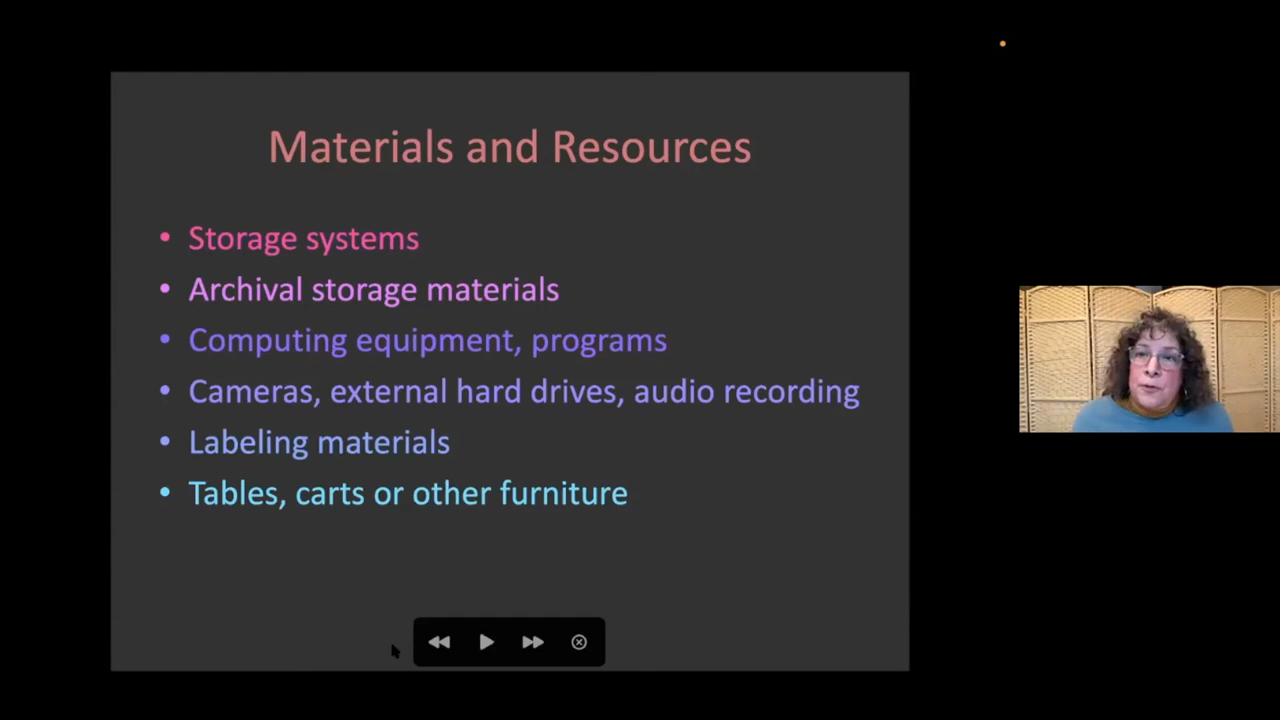 Materials and Resources
• Storage systems
• Archival storage materials
• Computing equipment, programs
• Cameras, external hard drives, audio recording
• Labeling materials
• Tables, carts or other furniture